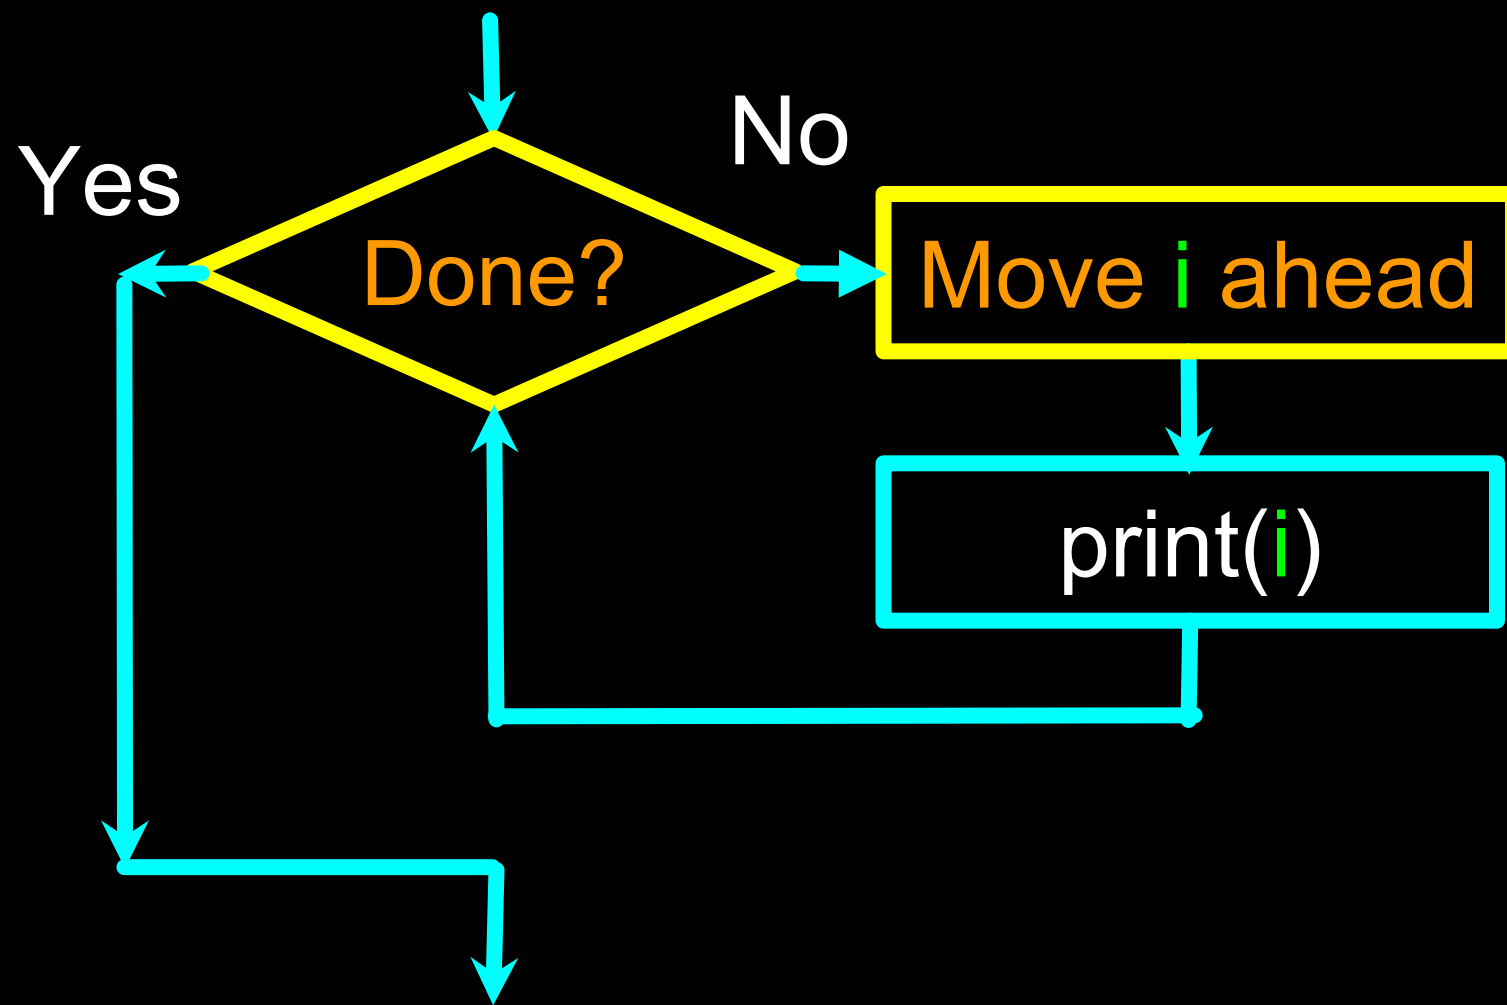 No
Yes
Done?
Move i ahead
print(i)